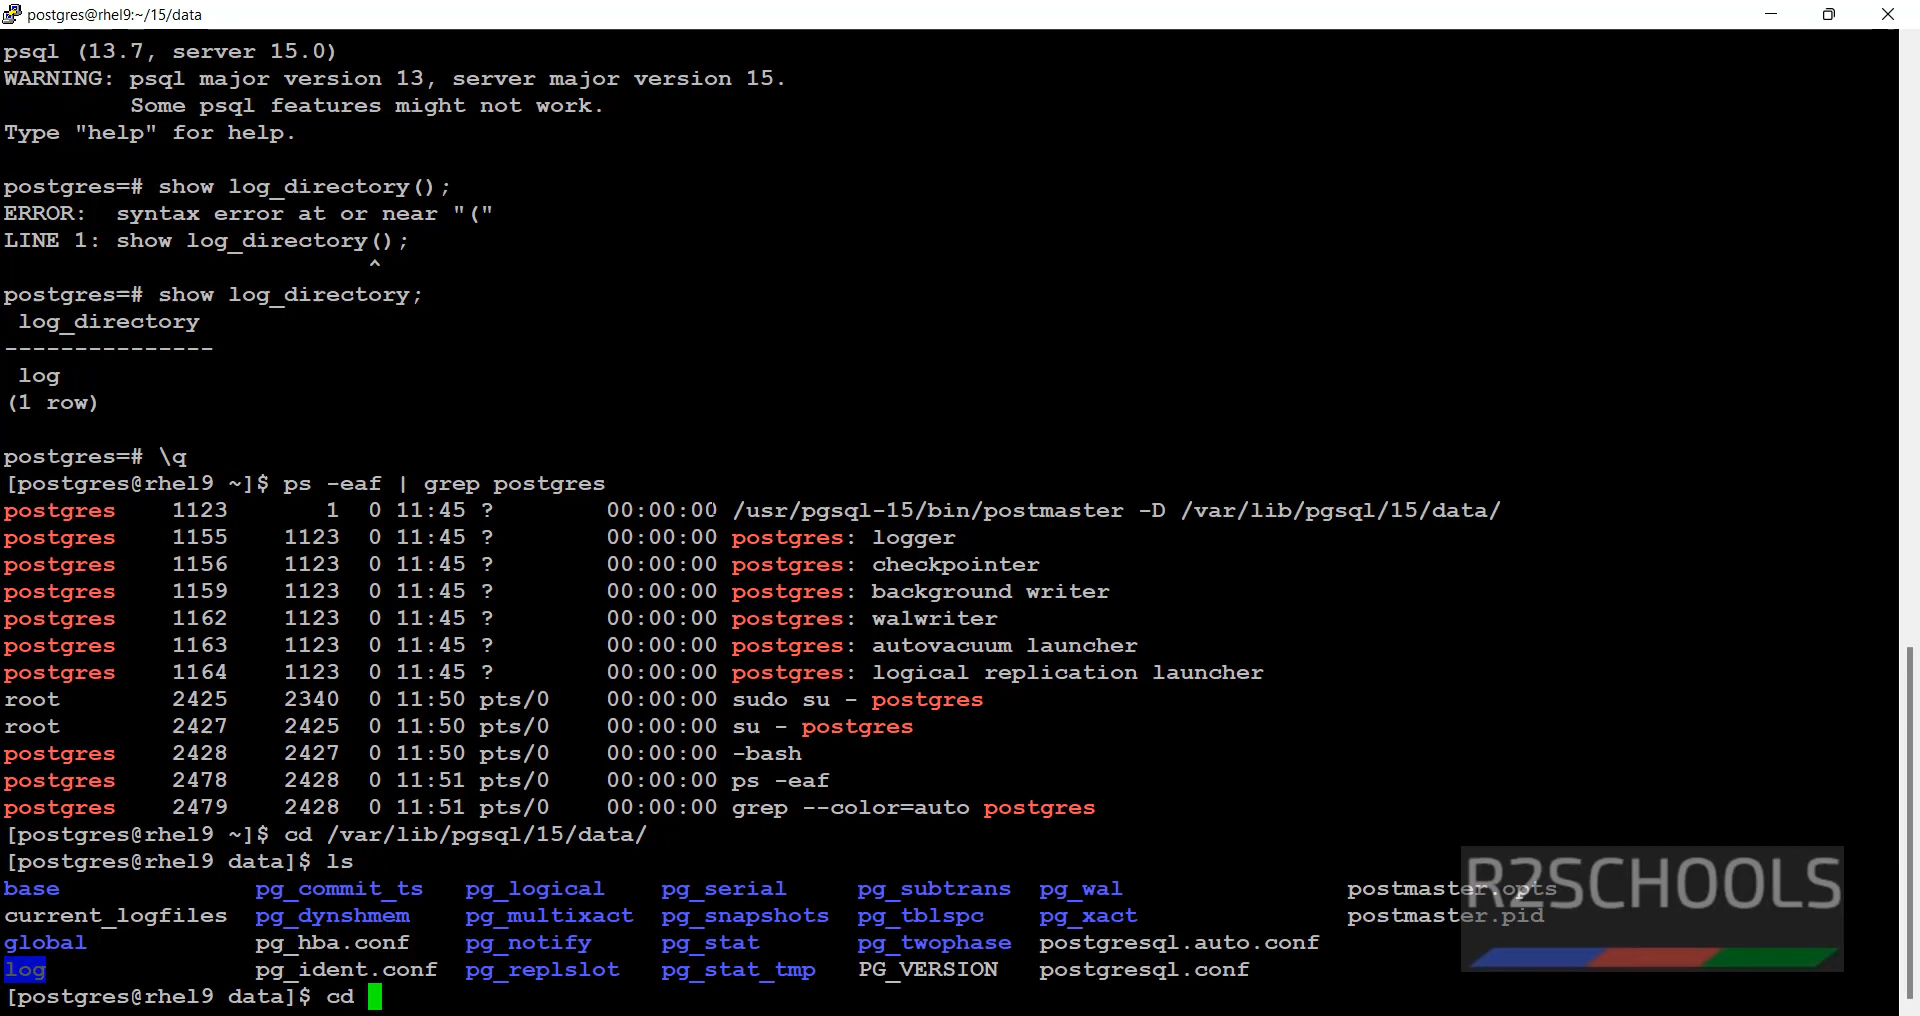 postgres@rhel9:~/15/data
psql (13.7, server 15.0)
WARNING: psql major version 13, server major version 15.
         Some psql features might not work.
Type "help" for help.
postgres=# show log_directory();
ERROR:  syntax error at or near "("
LINE 1: show log_directory();
                          ^
postgres=# show log_directory;
 log_directory
---------------
 log
(1 row)
postgres=# \q
[postgres@rhel9 ~]$ ps -eaf | grep postgres
postgres    1123       1  0 11:45 ?        00:00:00 /usr/pgsql-15/bin/postmaster -D /var/lib/pgsql/15/data/
postgres    1155    1123  0 11:45 ?        00:00:00 postgres: logger
postgres    1156    1123  0 11:45 ?        00:00:00 postgres: checkpointer
postgres    1159    1123  0 11:45 ?        00:00:00 postgres: background writer
postgres    1162    1123  0 11:45 ?        00:00:00 postgres: walwriter
postgres    1163    1123  0 11:45 ?        00:00:00 postgres: autovacuum launcher
postgres    1164    1123  0 11:45 ?        00:00:00 postgres: logical replication launcher
root        2425    2340  0 11:50 pts/0    00:00:00 sudo su - postgres
root        2427    2425  0 11:50 pts/0    00:00:00 su - postgres
postgres    2428    2427  0 11:50 pts/0    00:00:00 -bash
postgres    2478    2428  0 11:51 pts/0    00:00:00 ps -eaf
postgres    2479    2428  0 11:51 pts/0    00:00:00 grep --color=auto postgres
[postgres@rhel9 ~]$ cd /var/lib/pgsql/15/data/
[postgres@rhel9 data]$ ls
base              pg_commit_ts  pg_logical    pg_serial     pg_subtrans  pg_wal                postmaster.opts
current_logfiles  pg_dynshmem   pg_multixact  pg_snapshots  pg_tblspc    pg_xact               postmaster.pid
global            pg_hba.conf   pg_notify     pg_stat       pg_twophase  postgresql.auto.conf
log               pg_ident.conf  pg_replslot   pg_stat_tmp   PG_VERSION   postgresql.conf
[postgres@rhel9 data]$ cd
R2SCHOOLS